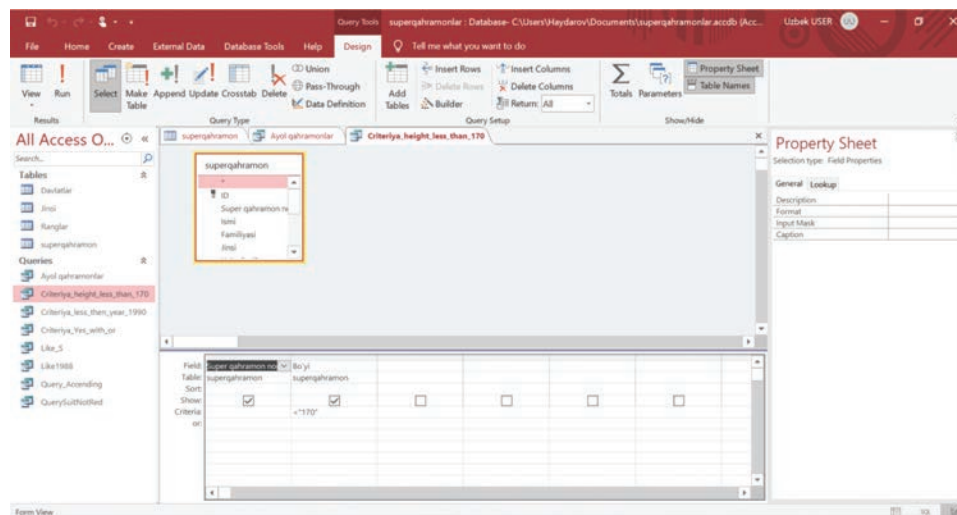 Query Tools superqahramonlar : Database- C:\Users\Haydarov\Documents\superqahramonlar.accdb (Acc... Uzbek USER
File Home Create External Data Database Tools Help Design Tell me what you want to do
View Run Select Make Table Append Update Crosstab Delete
Union
Pass-Through
Data Definition
Add Tables
Insert Rows
Delete Rows
Builder
Insert Columns
Delete Columns
Return: All
Totals Parameters
Property Sheet
Table Names
Results Query Type Query Setup Show/Hide
All Access O...
Search...
Tables
Davlatlar
Jinsi
Ranglar
superqahramon
Queries
Ayol qahramonlar
Criteriya_height_less_than_170
Criteriya_less_then_year_1990
Criteriya_Yes_with_or
Like_S
Like1988
Query_Accending
QuerySuitNotRed
superqahramon Ayol qahramonlar Criteriya_height_less_than_170
superqahramon
*
ID
Super qahramon no
Ismi
Familiyasi
Jinsi
Field: Super qahramon nor Bo'yi
Table: superqahramon superqahramon
Sort:
Show:
Criteria: <"170"
or:
Property Sheet
Selection type: Field Properties
General Lookup
Description
Format
Input Mask
Caption
Form View